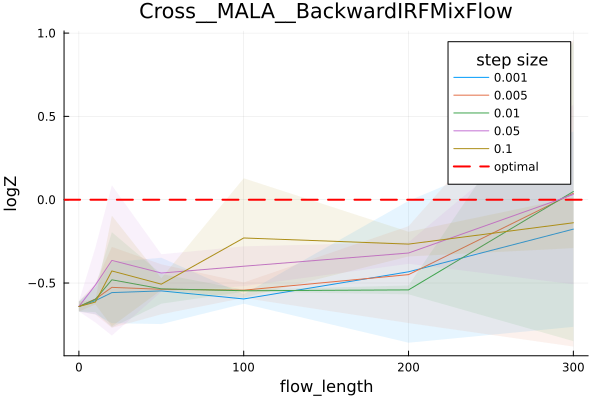 Cross__MALA__BackwardIRFMixFlow
1.0
0.5
0.0
−0.5
logZ
0
100
200
300
flow_length
step size
0.001
0.005
0.01
0.05
0.1
optimal